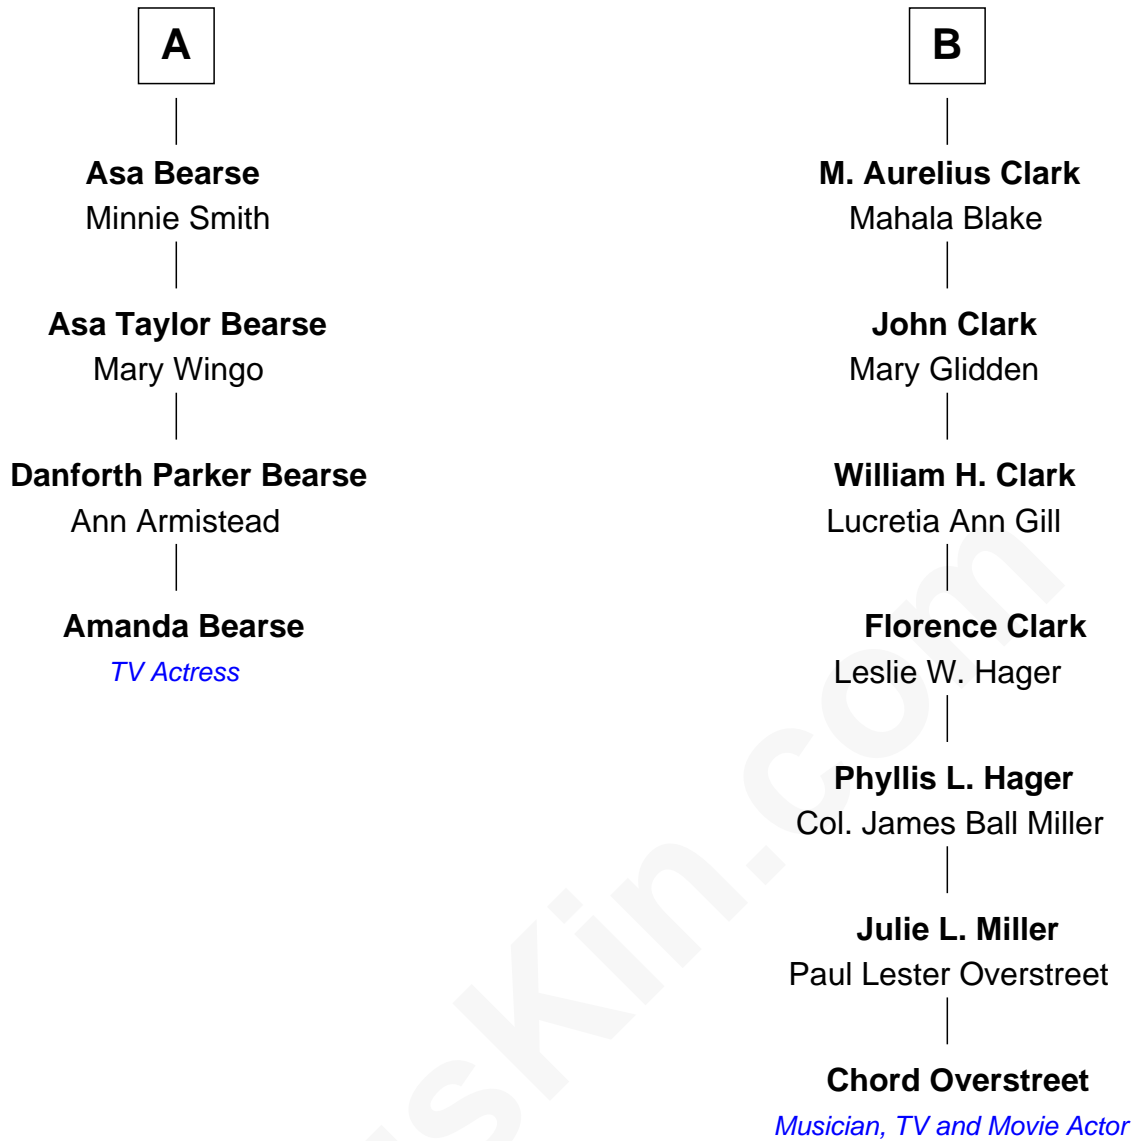 A
Asa Bearse
Minnie Smith
Asa Taylor Bearse
Mary Wingo
Danforth Parker Bearse
Ann Armistead
Amanda Bearse
TV Actress
B
M. Aurelius Clark
Mahala Blake
John Clark
Mary Glidden
William H. Clark
Lucretia Ann Gill
Florence Clark
Leslie W. Hager
Phyllis L. Hager
Col. James Ball Miller
Julie L. Miller
Paul Lester Overstreet
Chord Overstreet
Musician, TV and Movie Actor